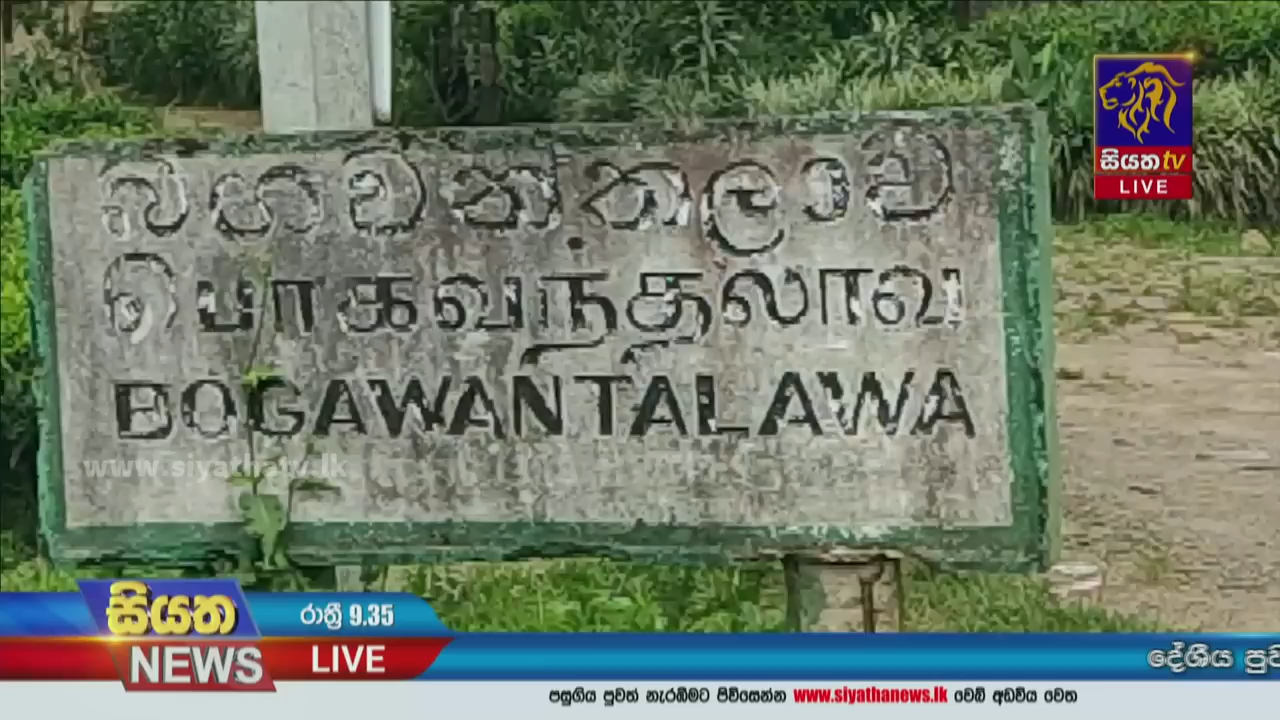 සියත tv
LIVE
බගවන්තලාව
பொகவந்தலாவ
BOGAWANTALAWA
www.siyathatv.lk
සියත
NEWS
රාත්‍රී 9.35
LIVE
දේශීය පුව
පසුගිය පුවත් නැරඹීමට පිවිසෙන්න www.siyathanews.lk වෙබ් අඩවිය වෙත